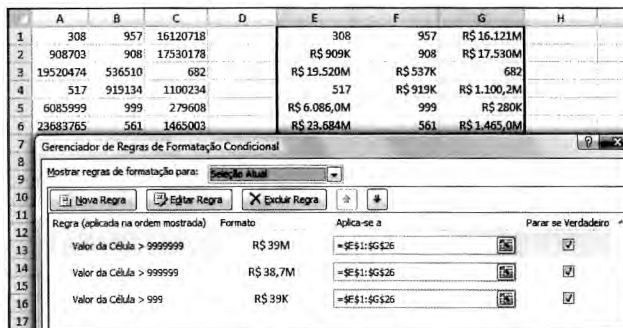 A B C D E F G H
1 308 957 16120718 308 957 R$ 16.121M
2 908703 908 17530178 R$ 909K 908 R$ 17.530M
3 19520474 536510 682 R$ 19.520M R$ 537K 682
4 517 919134 1100234 517 R$ 919K R$ 1.100,2M
5 6085999 999 279608 R$ 6.086,0M 999 R$ 280K
6 23683765 561 1465003 R$ 23.684M 561 R$ 1.465,0M
7 Gerenciador de Regras de Formatação Condicional
8
9 Mostrar regras de formatação para: Seleção Atual
10 Nova Regra Editar Regra Excluir Regra
11 Regra (aplicada na ordem mostrada) Formato Aplica-se a Parar se Verdadeiro
12
13 Valor da Célula > 9999999 R$ 39M =$E$1:$G$26
14 Valor da Célula > 999999 R$ 38,7M =$E$1:$G$26
15
16 Valor da Célula > 999 R$ 39K =$E$1:$G$26
17